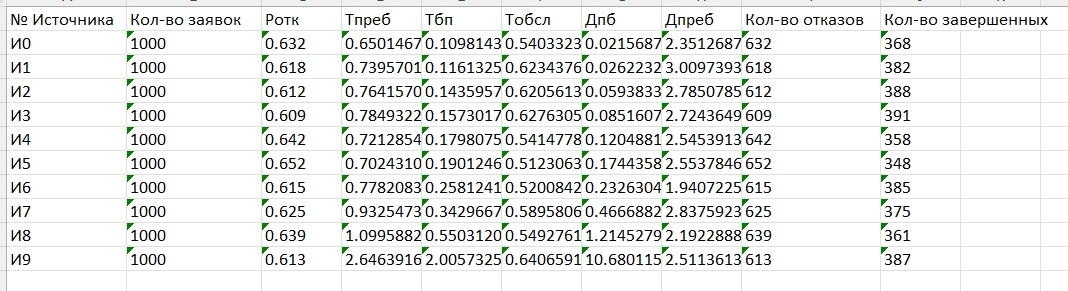 № Источника Кол-во заявок Ротк Тпреб Тбп Тобсл Дпб Дпреб Кол-во отказов Кол-во завершенных
И0 1000 0.632 0.6501467 0.1098143 0.5403323 0.0215687 2.3512687 632 368
И1 1000 0.618 0.7395701 0.1161325 0.6234376 0.0262232 3.0097393 618 382
И2 1000 0.612 0.7641570 0.1435957 0.6205613 0.0593833 2.7850785 612 388
И3 1000 0.609 0.7849322 0.1573017 0.6276305 0.0851607 2.7243649 609 391
И4 1000 0.642 0.7212854 0.1798075 0.5414778 0.1204881 2.5453913 642 358
И5 1000 0.652 0.7024310 0.1901246 0.5123063 0.1744358 2.5537846 652 348
И6 1000 0.615 0.7782083 0.2581241 0.5200842 0.2326304 1.9407225 615 385
И7 1000 0.625 0.9325473 0.3429667 0.5895806 0.4666882 2.8375923 625 375
И8 1000 0.639 1.0995882 0.5503120 0.5492761 1.2145279 2.1922888 639 361
И9 1000 0.613 2.6463916 2.0057325 0.6406591 10.680115 2.5113613 613 387